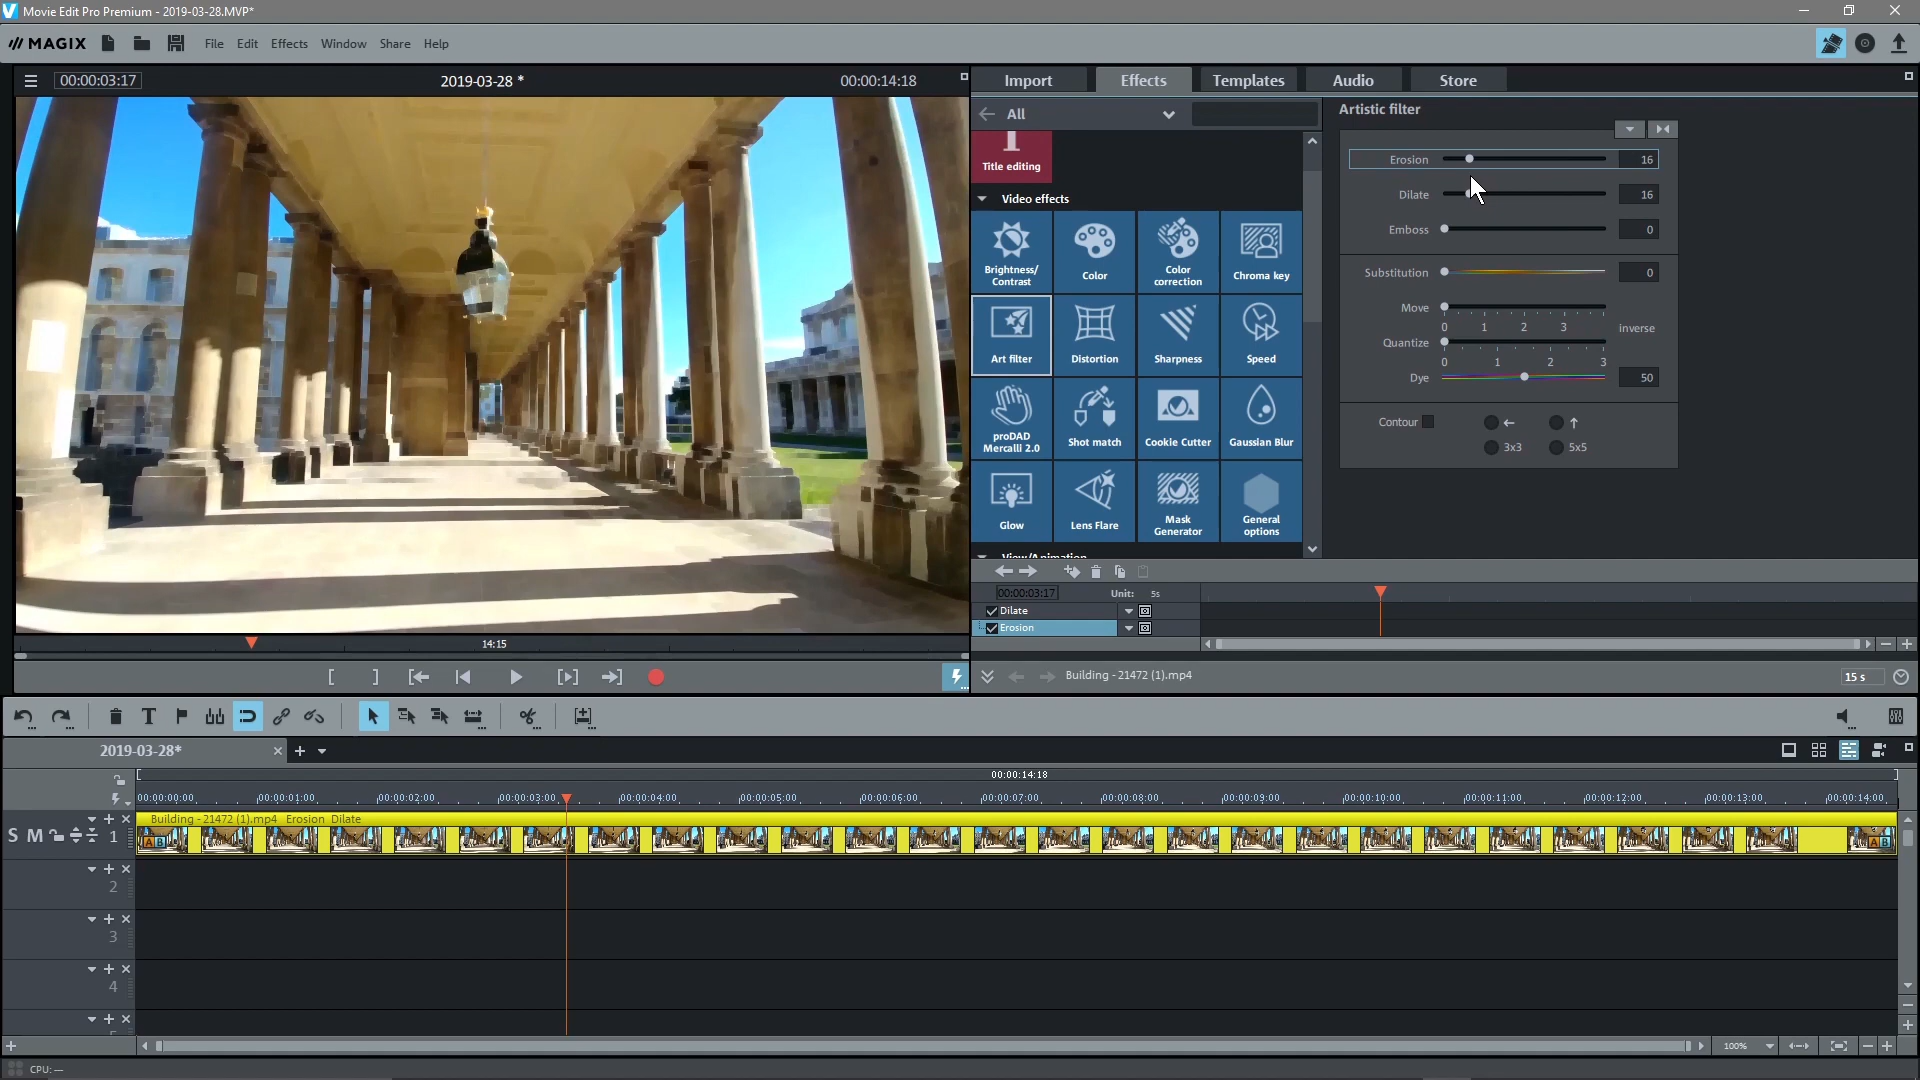 Movie Edit Pro Premium - 2019-03-28.MVP*
MAGIX File Edit Effects Window Share Help
00:00:03:17 2019-03-28 * 00:00:14:18
Import Effects Templates Audio Store
All
Artistic filter
Title editing
Video effects
Brightness/
Contrast
Color
Color
correction
Chroma key
Art filter
Distortion
Sharpness
Speed
proDAD
Mercalli 2.0
Shot match
Cookie Cutter
Gaussian Blur
Glow
Lens Flare
Mask
Generator
General
options
View/Animation
Erosion 16
Dilate 16
Emboss 0
Substitution 0
Move
0 1 2 3 inverse
Quantize
0 1 2 3
Dye 50
Contour
3x3 5x5
00:00:03:17 Unit: 5s
Dilate
Erosion
14:15
Building - 21472 (1).mp4 15 s
2019-03-28*
00:00:14:18
00:00:00:00 00:00:01:00 00:00:02:00 00:00:03:00 00:00:04:00 00:00:05:00 00:00:06:00 00:00:07:00 00:00:08:00 00:00:09:00 00:00:10:00 00:00:11:00 00:00:12:00 00:00:13:00 00:00:14:00
Building - 21472 (1).mp4 Erosion Dilate
S M 1
A B A B
2
3
4
100%
CPU: —